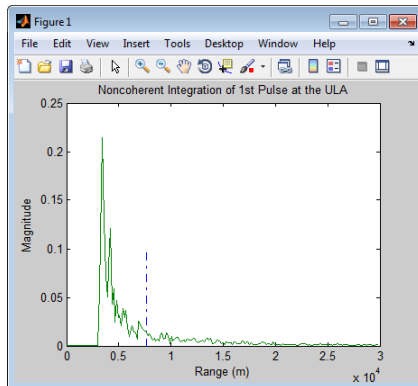 Figure 1
File Edit View Insert Tools Desktop Window Help
Noncoherent Integration of 1st Pulse at the ULA
0.25
0.2
0.15
0.1
0.05
0
Magnitude
0 0.5 1 1.5 2 2.5 3
Range (m)
x 10^4